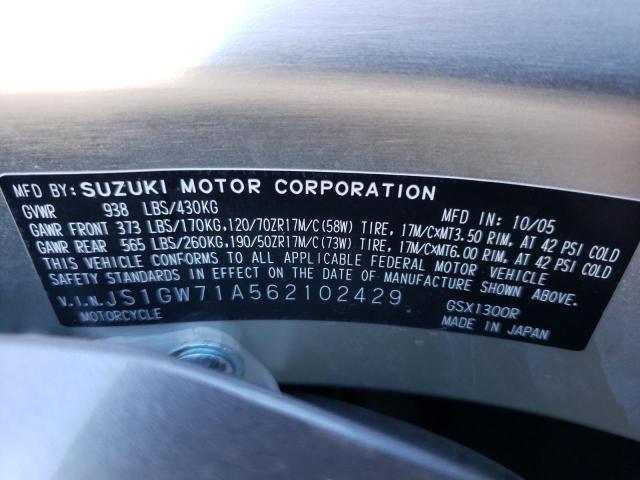 MFD BY: SUZUKI MOTOR CORPORATION MFD IN: 10/05
GVWR 938 LBS/430KG
GAWR FRONT 373 LBS/170KG, 120/70ZR17M/C(58W) TIRE, 17M/C×MT3.50 RIM, AT 42 PSI COLD
GAWR REAR 565 LBS/260KG, 190/50ZR17M/C(73W) TIRE, 17M/C×MT6.00 RIM, AT 42 PSI COLD
THIS VEHICLE CONFORMS TO ALL APPLICABLE FEDERAL MOTOR VEHICLE
SAFETY STANDARDS IN EFFECT ON THE DATE OF MANUFACTURE SHOWN ABOVE.
V.I.N. JS1GW71A562102429 GSX1300R
MOTORCYCLE MADE IN JAPAN